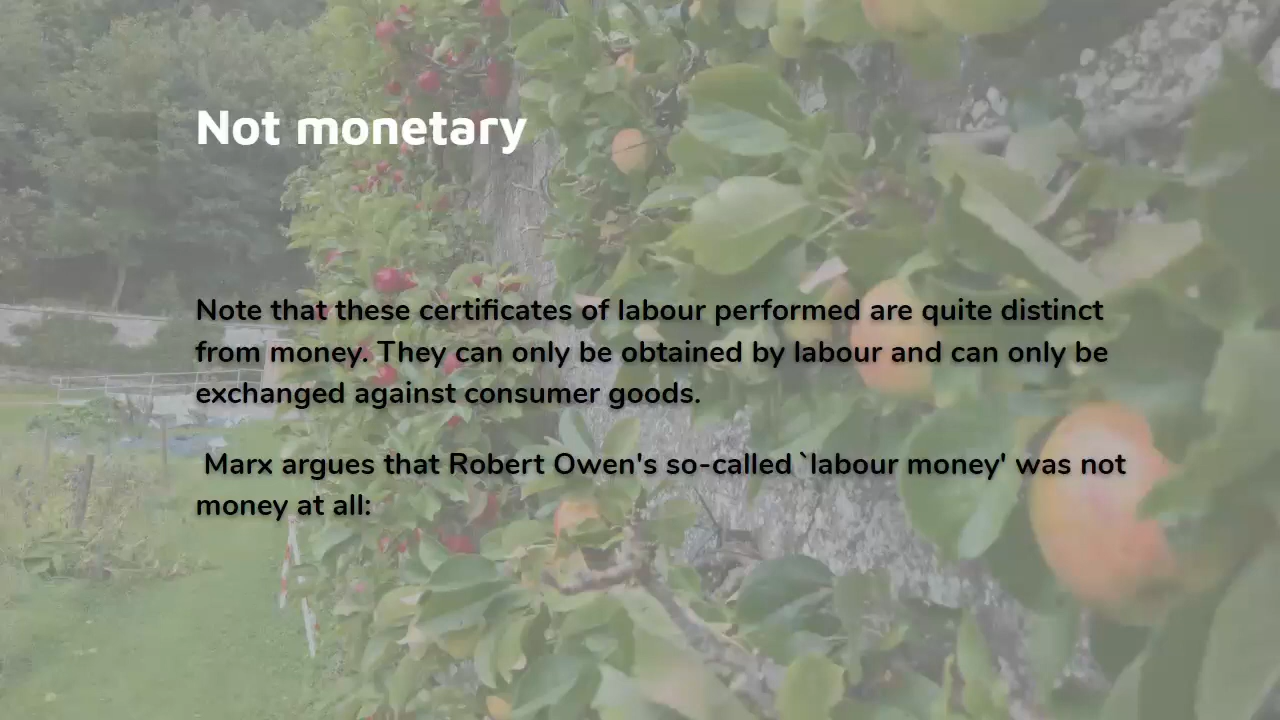 Not monetary
Note that these certificates of labour performed are quite distinct
from money. They can only be obtained by labour and can only be
exchanged against consumer goods.
Marx argues that Robert Owen's so-called `labour money' was not
money at all: